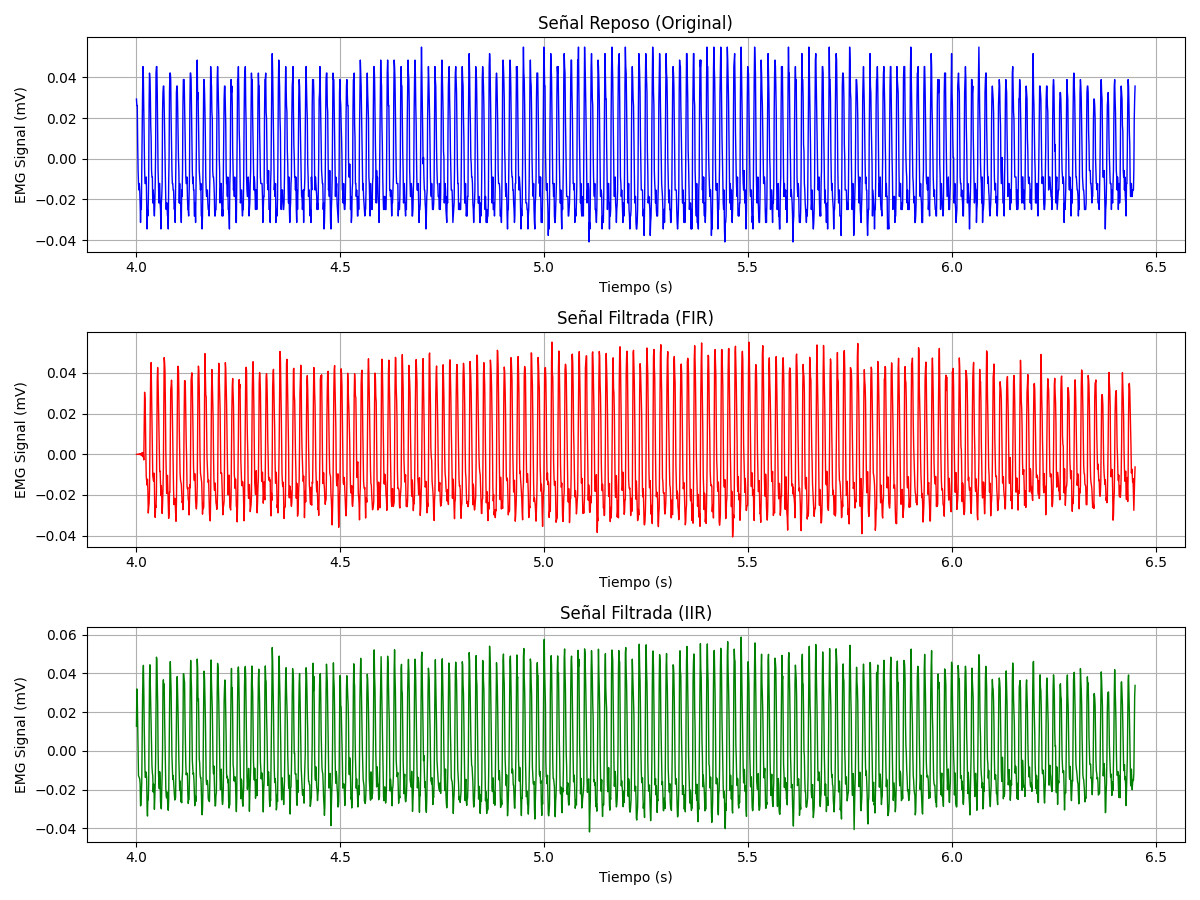 Señal Reposo (Original)
EMG Signal (mV)
0.04
0.02
0.00
−0.02
−0.04
4.0 4.5 5.0 5.5 6.0 6.5
Tiempo (s)
Señal Filtrada (FIR)
EMG Signal (mV)
0.04
0.02
0.00
−0.02
−0.04
4.0 4.5 5.0 5.5 6.0 6.5
Tiempo (s)
Señal Filtrada (IIR)
EMG Signal (mV)
0.06
0.04
0.02
0.00
−0.02
−0.04
4.0 4.5 5.0 5.5 6.0 6.5
Tiempo (s)